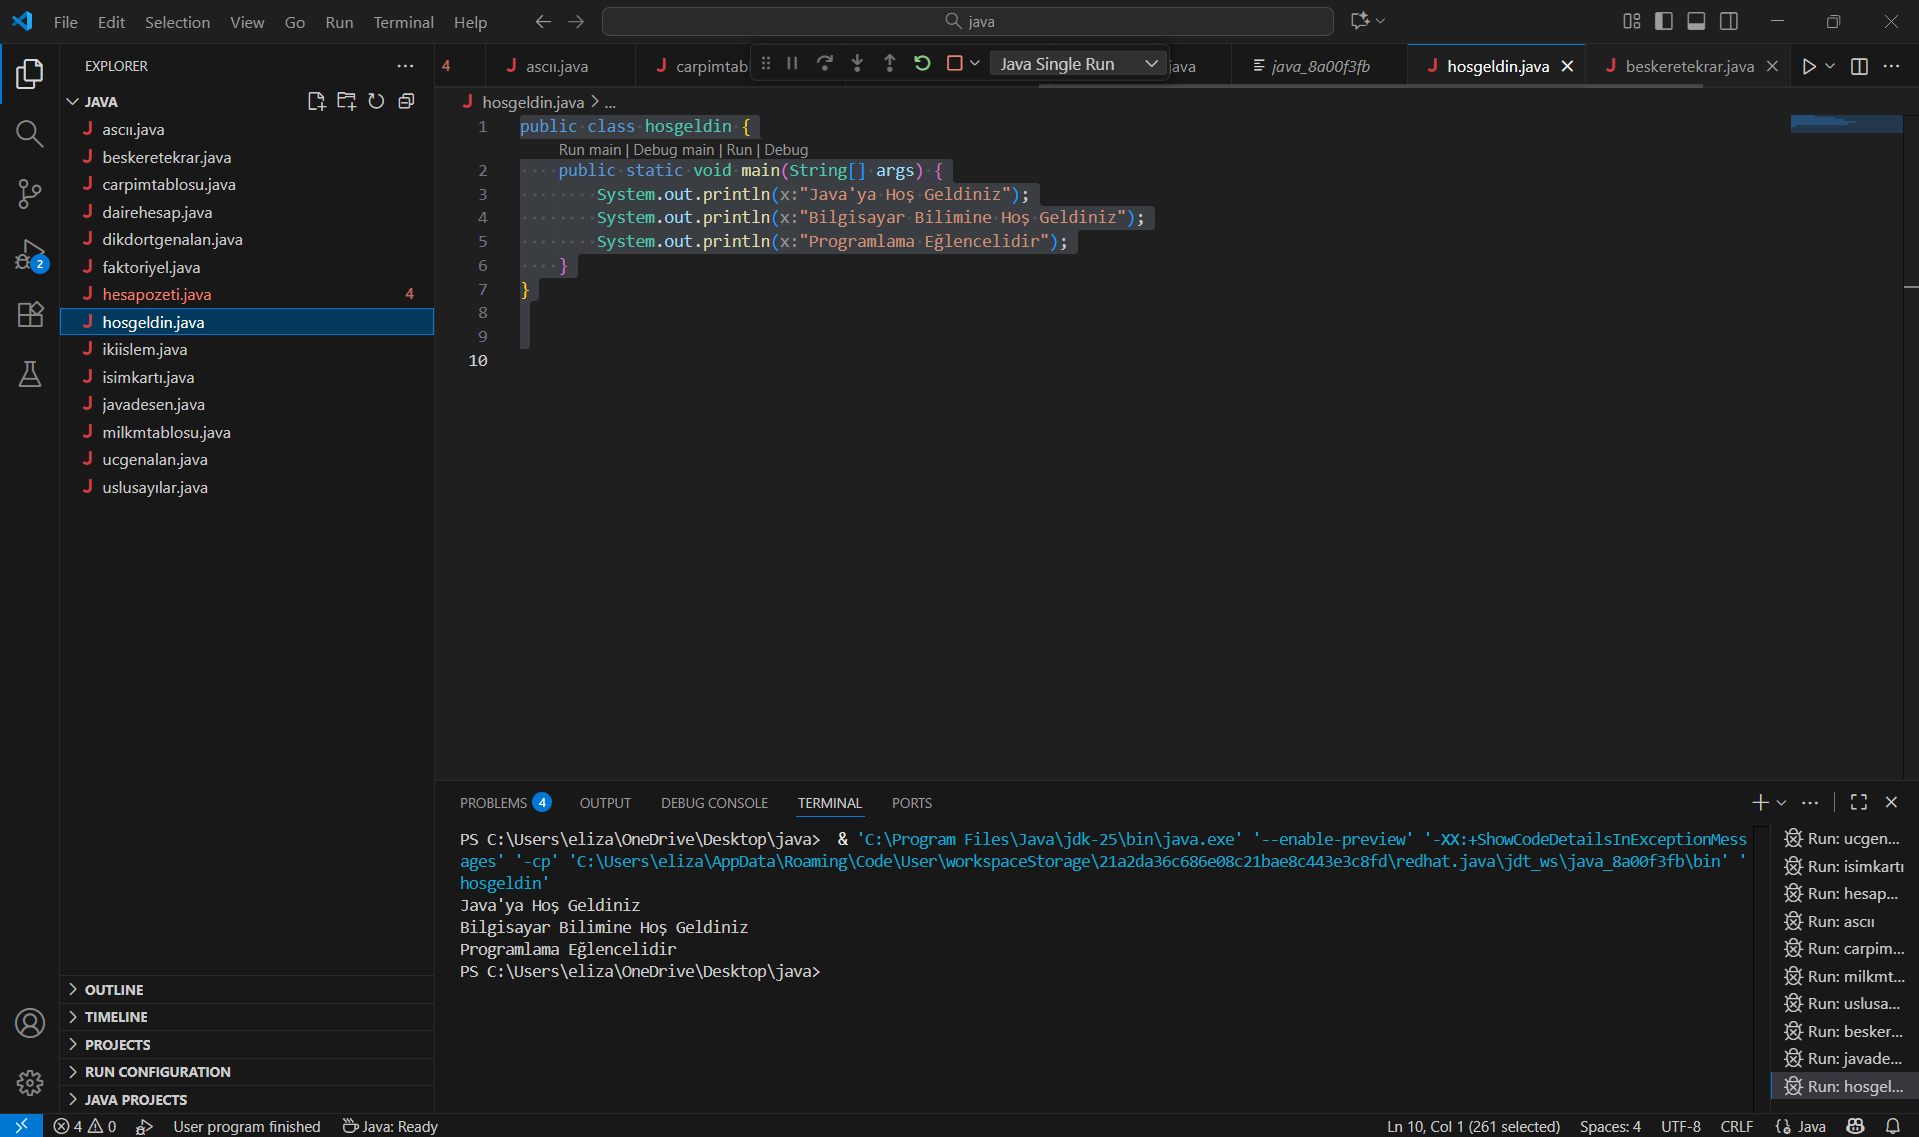 File Edit Selection View Go Run Terminal Help
java
EXPLORER
JAVA
ascıı.java
beskeretekrar.java
carpimtablosu.java
dairehesap.java
dikdortgenalan.java
faktoriyel.java
hesapozeti.java 4
hosgeldin.java
ikiislem.java
isimkartı.java
javadesen.java
milkmtablosu.java
ucgenalan.java
uslusayılar.java
OUTLINE
TIMELINE
PROJECTS
RUN CONFIGURATION
JAVA PROJECTS
2
4
ascıı.java
carpimtab
Java Single Run
java
java_8a00f3fb
hosgeldin.java
beskeretekrar.java
hosgeldin.java > ...
1 public class hosgeldin {
Run main | Debug main | Run | Debug
2 public static void main(String[] args) {
3 System.out.println(x:"Java'ya Hoş Geldiniz");
4 System.out.println(x:"Bilgisayar Bilimine Hoş Geldiniz");
5 System.out.println(x:"Programlama Eğlencelidir");
6 }
7 }
8
9
10
PROBLEMS 4 OUTPUT DEBUG CONSOLE TERMINAL PORTS
PS C:\Users\eliza\OneDrive\Desktop\java>  & 'C:\Program Files\Java\jdk-25\bin\java.exe' '--enable-preview' '-XX:+ShowCodeDetailsInExceptionMess
ages' '-cp' 'C:\Users\eliza\AppData\Roaming\Code\User\workspaceStorage\21a2da36c686e08c21bae8c443e3c8fd\redhat.java\jdt_ws\java_8a00f3fb\bin' '
hosgeldin'
Java'ya Hoş Geldiniz
Bilgisayar Bilimine Hoş Geldiniz
Programlama Eğlencelidir
PS C:\Users\eliza\OneDrive\Desktop\java>
Run: ucgen...
Run: isimkartı
Run: hesap...
Run: ascıı
Run: carpim...
Run: milkmt...
Run: uslusa...
Run: besker...
Run: javade...
Run: hosgel...
4 0 User program finished Java: Ready Ln 10, Col 1 (261 selected) Spaces: 4 UTF-8 CRLF Java